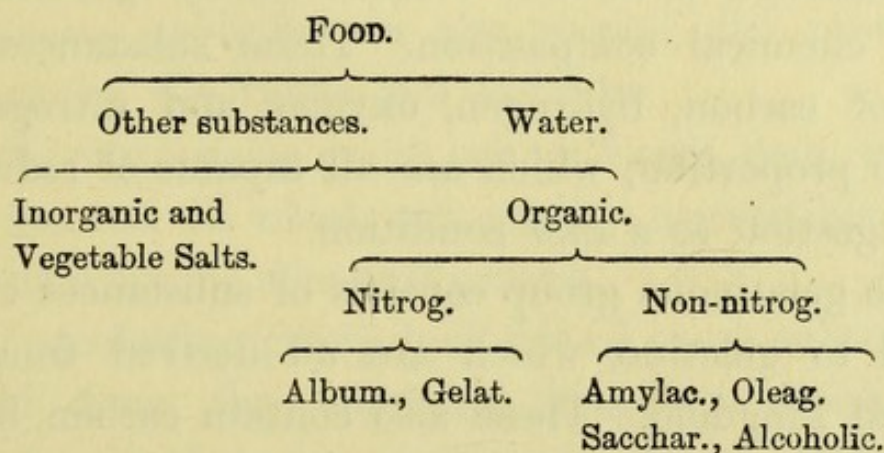 Food.
Other substances. Water.
Inorganic and Organic.
Vegetable Salts.
Nitrog. Non-nitrog.
Album., Gelat. Amylac., Oleag.
Sacchar., Alcoholic.